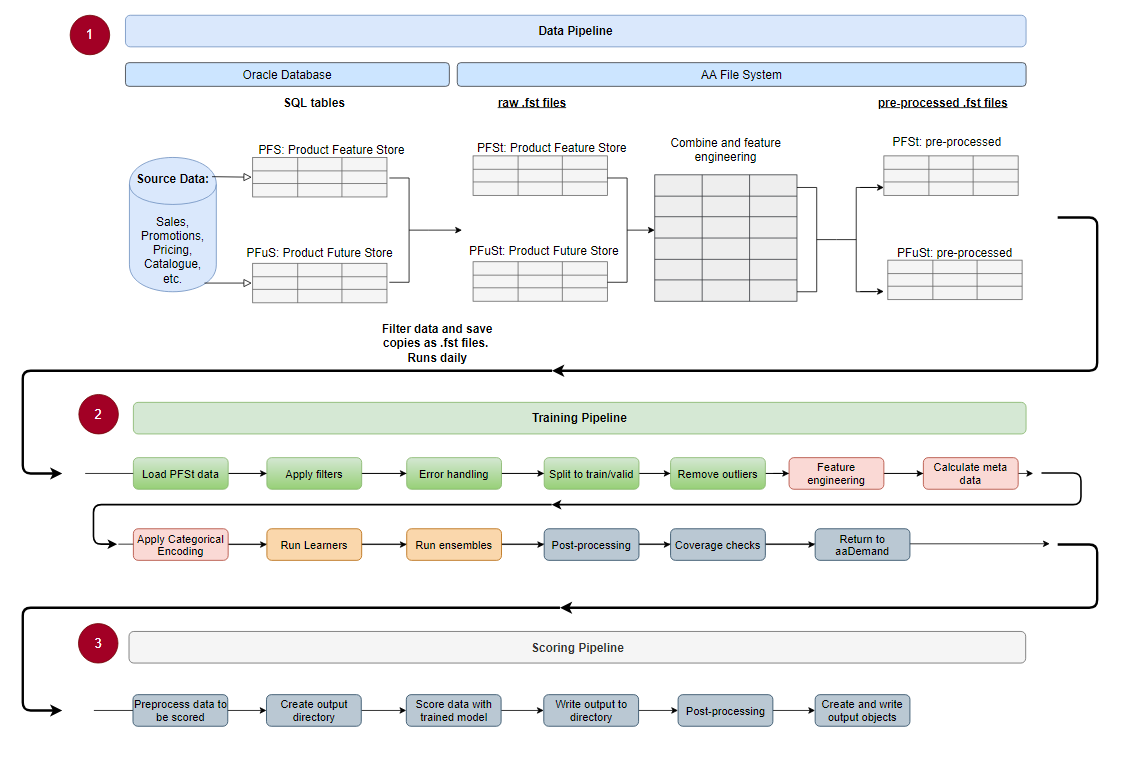 1
Data Pipeline
Oracle Database
AA File System
SQL tables
raw .fst files
pre-processed .fst files
PFS: Product Feature Store
PFSt: Product Feature Store
Combine and feature
engineering
PFSt: pre-processed
Source Data:
Sales,
Promotions,
Pricing,
Catalogue,
etc.
PFuS: Product Future Store
PFuSt: Product Future Store
PFuSt: pre-processed
Filter data and save
copies as .fst files.
Runs daily
2
Training Pipeline
Load PFSt data
Apply filters
Error handling
Split to train/valid
Remove outliers
Feature
engineering
Calculate meta
data
Apply Categorical
Encoding
Run Learners
Run ensembles
Post-processing
Coverage checks
Return to
aaDemand
3
Scoring Pipeline
Preprocess data to
be scored
Create output
directory
Score data with
trained model
Write output to
directory
Post-processing
Create and write
output objects